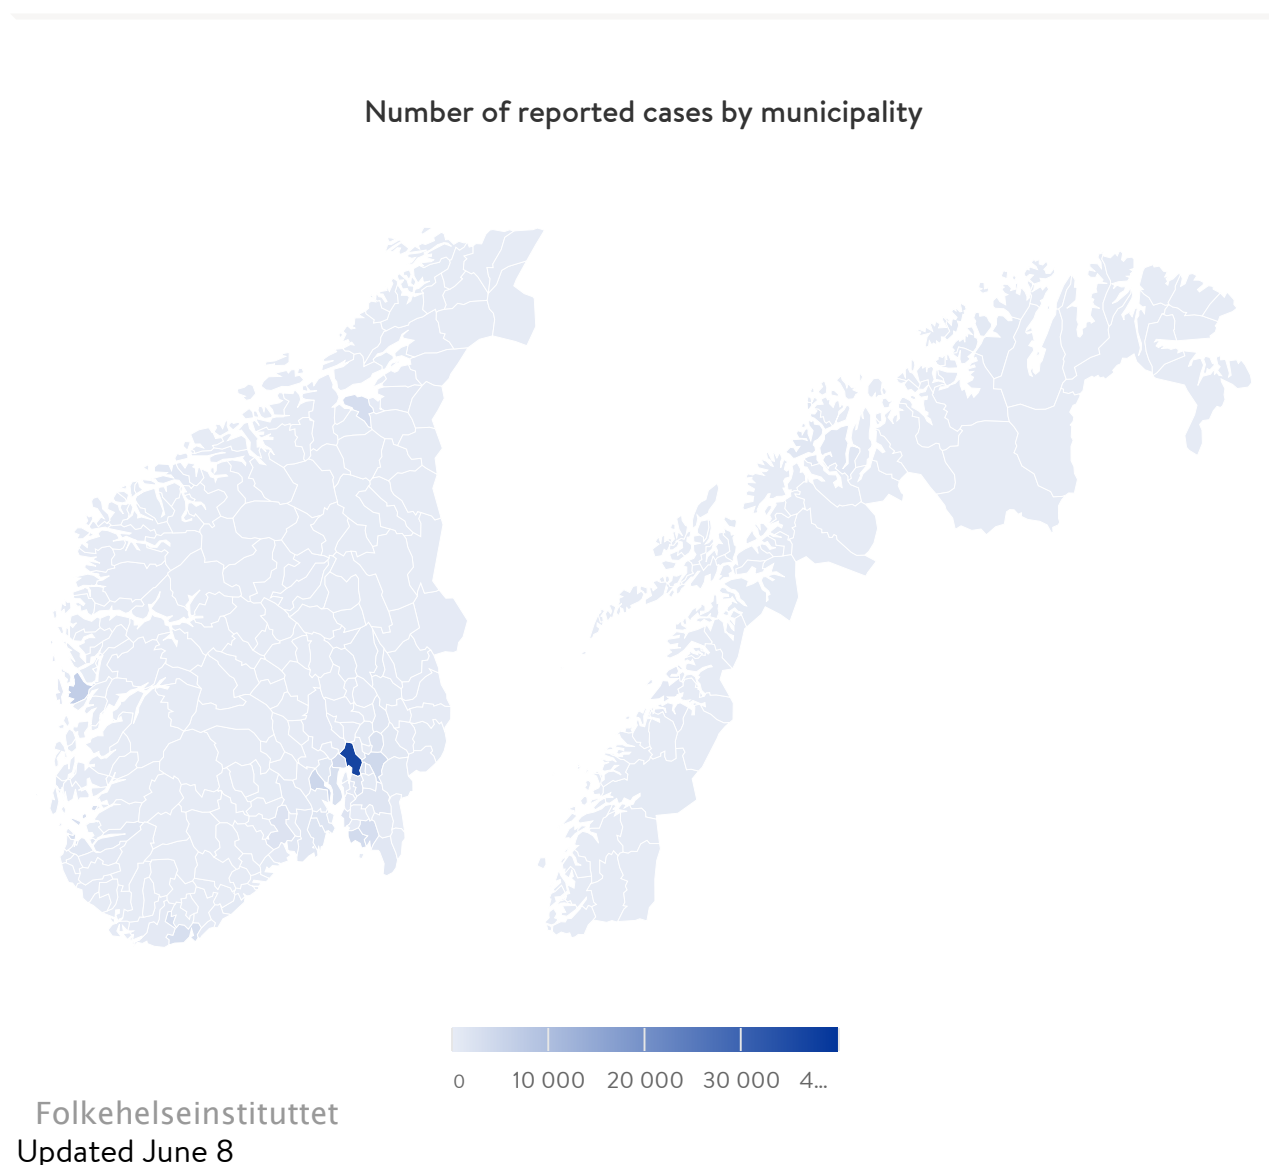 Number of reported cases by municipality
0 10 000 20 000 30 000 4...
Folkehelseinstituttet
Updated June 8